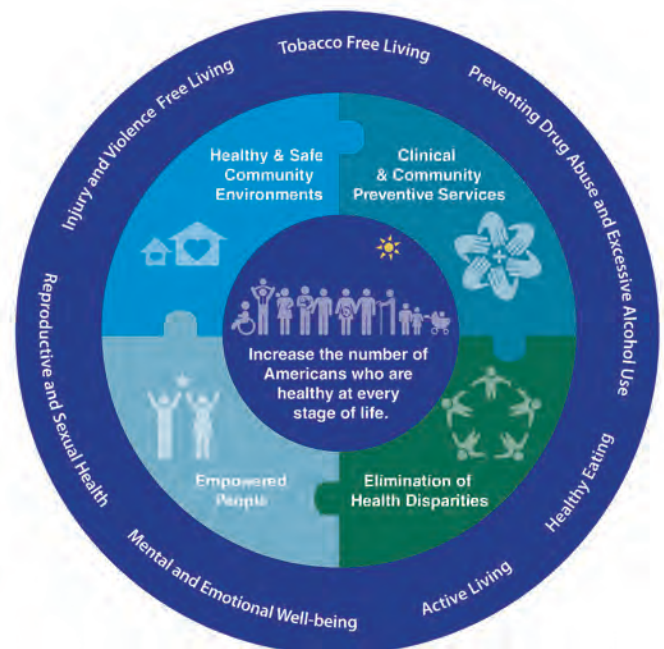 Tobacco Free Living
Preventing Drug Abuse and Excessive Alcohol Use
Healthy Eating
Active Living
Mental and Emotional Well-being
Reproductive and Sexual Health
Injury and Violence Free Living
Healthy & Safe
Community
Environments
Clinical
& Community
Preventive Services
Increase the number of
Americans who are
healthy at every
stage of life.
Empowered
People
Elimination of
Health Disparities